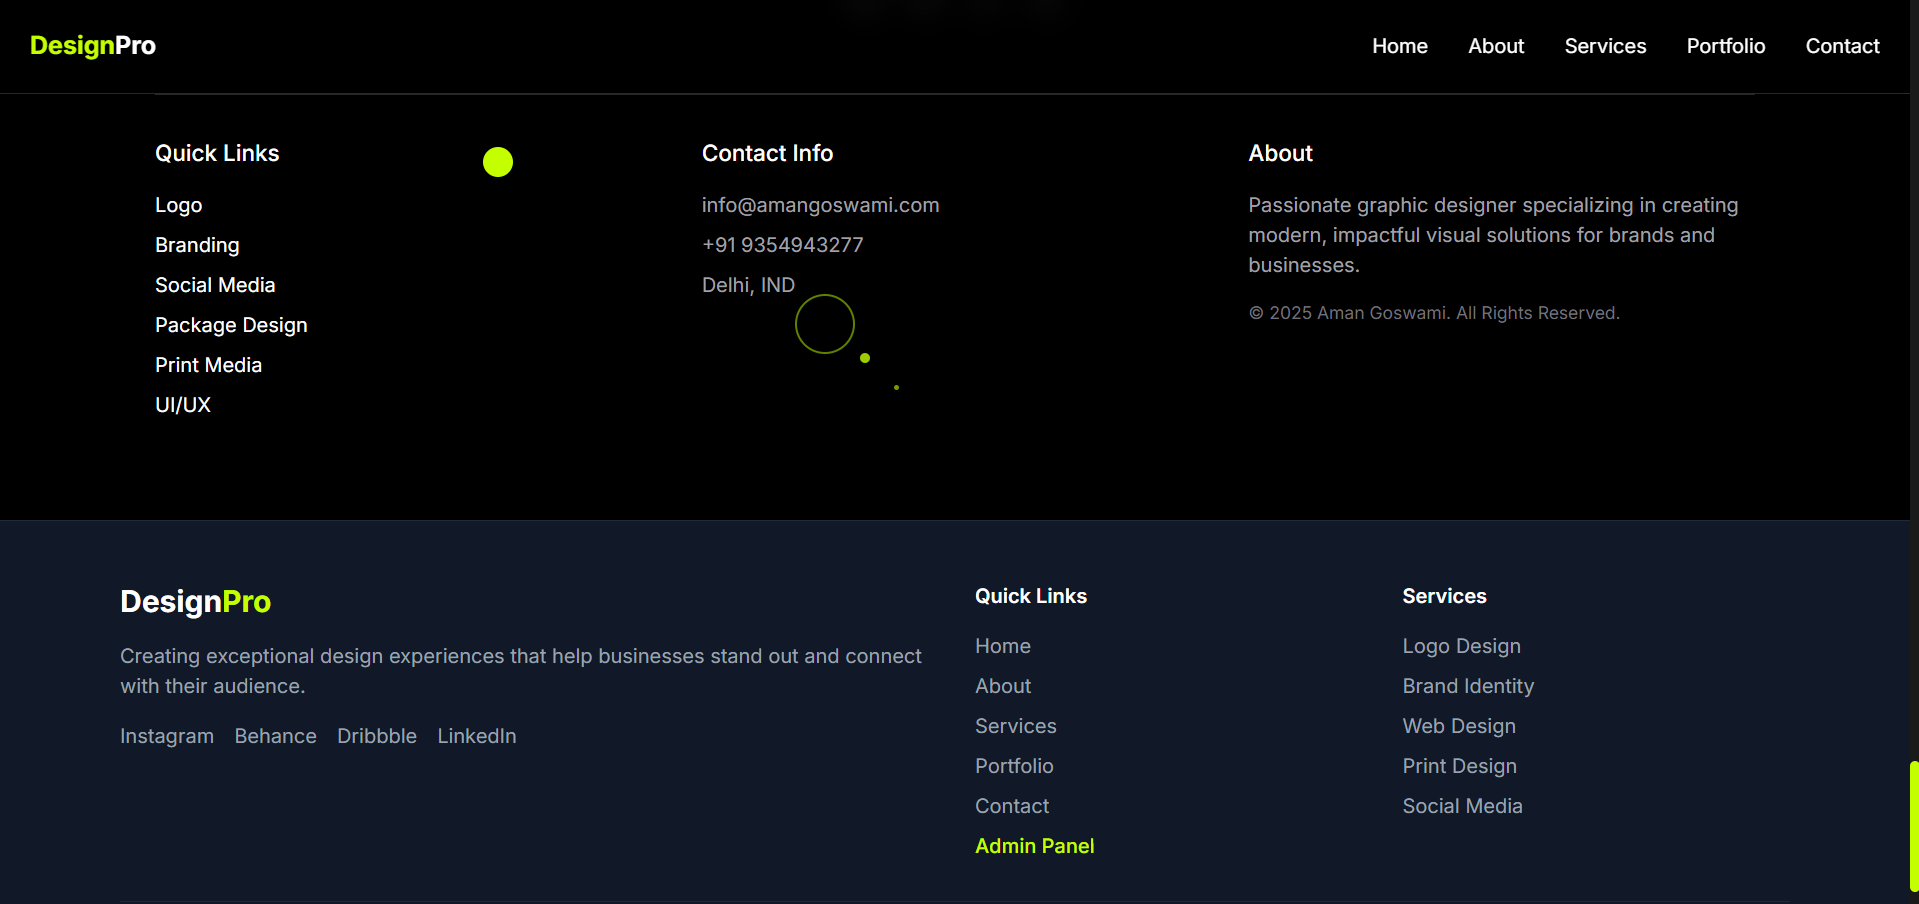 DesignPro
Home
About
Services
Portfolio
Contact
Quick Links
Logo
Branding
Social Media
Package Design
Print Media
UI/UX
Contact Info
info@amangoswami.com
+91 9354943277
Delhi, IND
About
Passionate graphic designer specializing in creating
modern, impactful visual solutions for brands and
businesses.
© 2025 Aman Goswami. All Rights Reserved.
DesignPro
Creating exceptional design experiences that help businesses stand out and connect
with their audience.
Instagram
Behance
Dribbble
LinkedIn
Quick Links
Home
About
Services
Portfolio
Contact
Admin Panel
Services
Logo Design
Brand Identity
Web Design
Print Design
Social Media